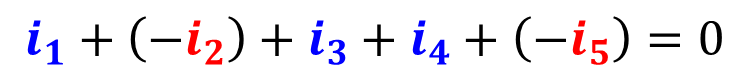 i₁ + (−i₂) + i₃ + i₄ + (−i₅) = 0